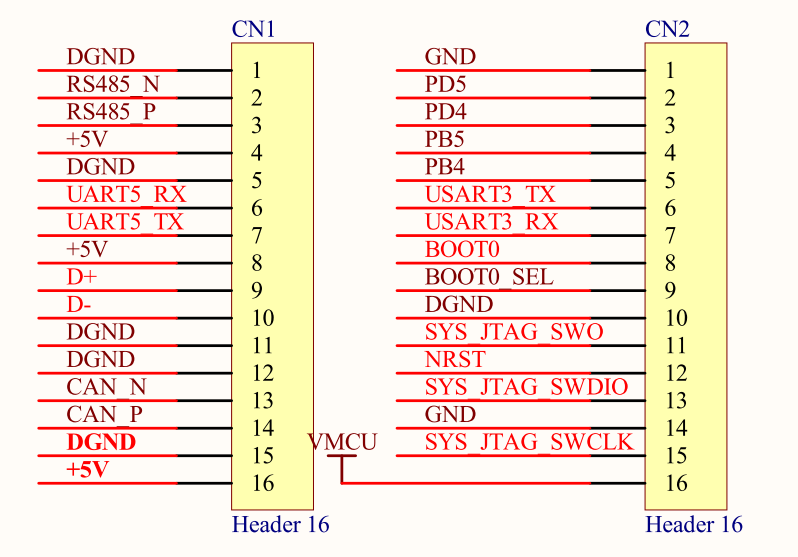 CN1
DGND
1
RS485_N
2
RS485_P
3
+5V
4
DGND
5
UART5_RX
6
UART5_TX
7
+5V
8
D+
9
D-
10
DGND
11
DGND
12
CAN_N
13
CAN_P
14
DGND
15
+5V
16
Header 16
CN2
GND
1
PD5
2
PD4
3
PB5
4
PB4
5
USART3_TX
6
USART3_RX
7
BOOT0
8
BOOT0_SEL
9
DGND
10
SYS_JTAG_SWO
11
NRST
12
SYS_JTAG_SWDIO
13
GND
14
SYS_JTAG_SWCLK
15
VMCU
16
Header 16